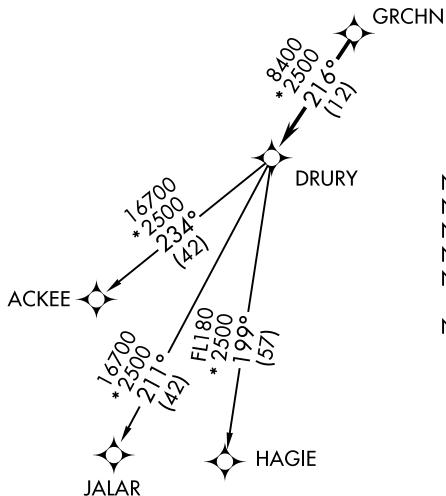 GRCHN
8400
*2500
216°
(12)
DRURY
16700
*2500
234°
(42)
ACKEE
16700
*2500
211°
(42)
FL180
*2500
199°
(57)
HAGIE
JALAR